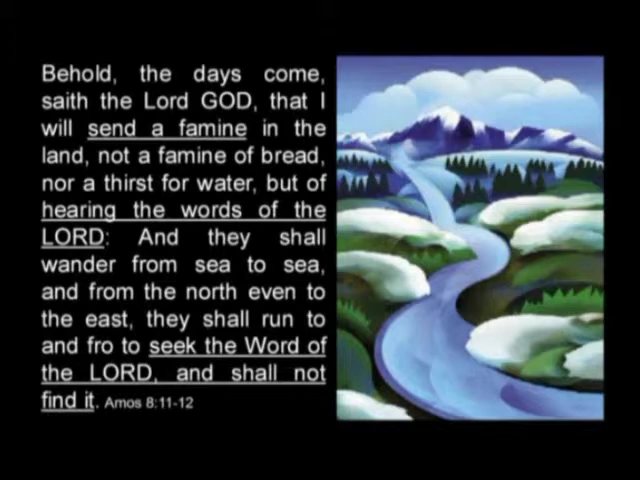 Behold, the days come,
saith the Lord GOD, that I
will send a famine in the
land, not a famine of bread,
nor a thirst for water, but of
hearing the words of the
LORD: And they shall
wander from sea to sea,
and from the north even to
the east, they shall run to
and fro to seek the Word of
the LORD, and shall not
find it. Amos 8:11-12